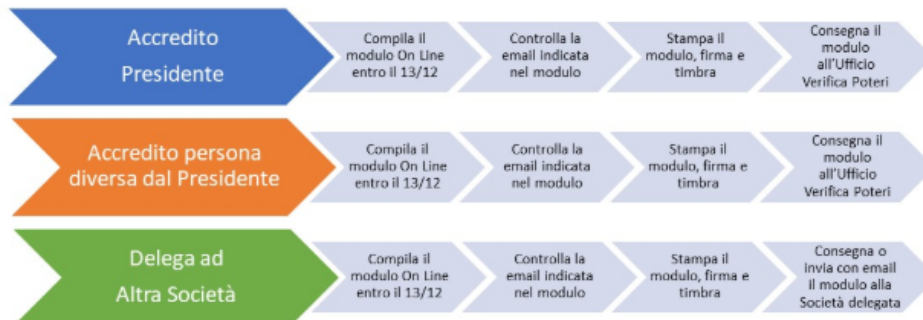 Accredito
Presidente
Compila il
modulo On Line
entro il 13/12
Controlla la
email indicata
nel modulo
Stampa il
modulo, firma e
timbra
Consegna il
modulo
all'Ufficio
Verifica Poteri
Accredito persona
diversa dal Presidente
Compila il
modulo On Line
entro il 13/12
Controlla la
email indicata
nel modulo
Stampa il
modulo, firma e
timbra
Consegna il
modulo
all'Ufficio
Verifica Poteri
Delega ad
Altra Società
Compila il
modulo On Line
entro il 13/12
Controlla la
email indicata
nel modulo
Stampa il
modulo, firma e
timbra
Consegna o
Invia con email
il modulo alla
Società delegata